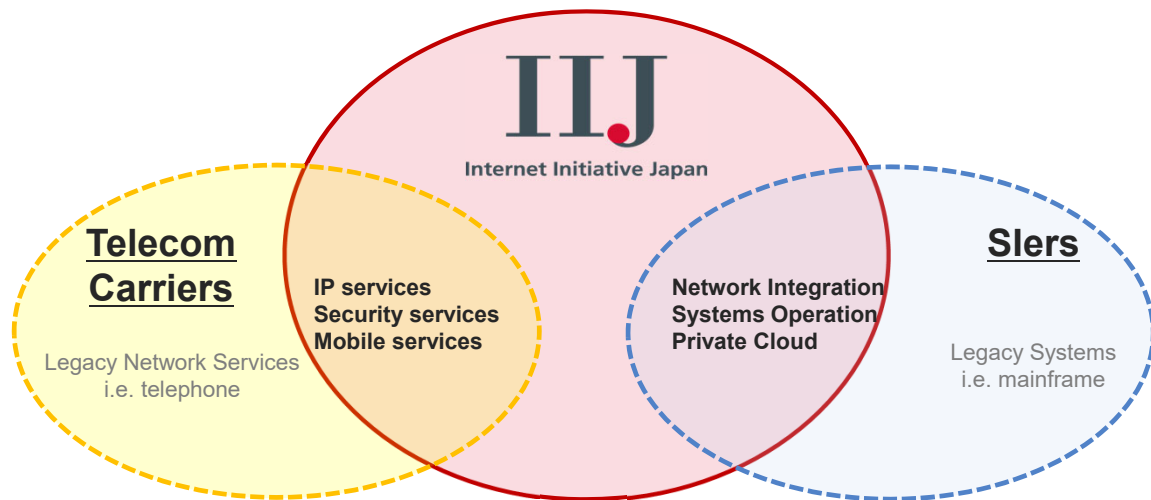 IIJ
Internet Initiative Japan
Telecom
Carriers
Legacy Network Services
i.e. telephone
IP services
Security services
Mobile services
Network Integration
Systems Operation
Private Cloud
SIers
Legacy Systems
i.e. mainframe